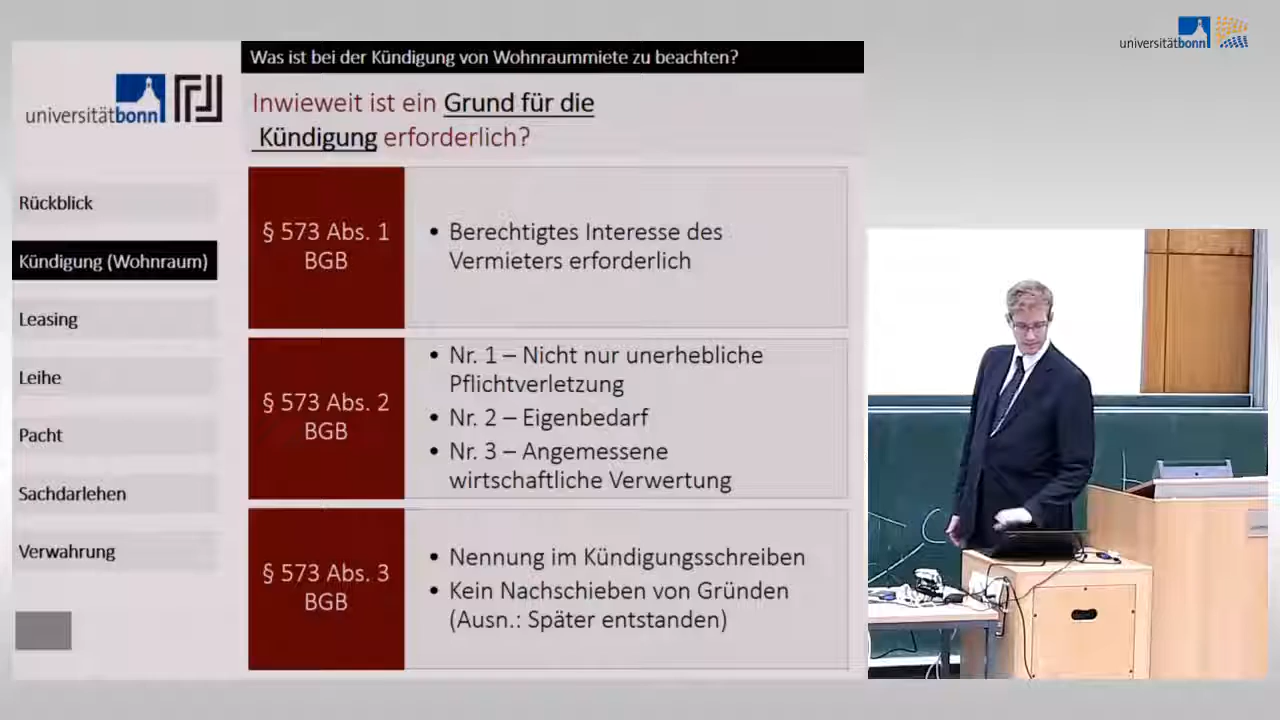 universitätbonn
Was ist bei der Kündigung von Wohnraummiete zu beachten?
universitätbonn
Inwieweit ist ein Grund für die
Kündigung erforderlich?
Rückblick
Kündigung (Wohnraum)
Leasing
Leihe
Pacht
Sachdarlehen
Verwahrung
§ 573 Abs. 1
BGB
• Berechtigtes Interesse des
Vermieters erforderlich
§ 573 Abs. 2
BGB
• Nr. 1 – Nicht nur unerhebliche
Pflichtverletzung
• Nr. 2 – Eigenbedarf
• Nr. 3 – Angemessene
wirtschaftliche Verwertung
§ 573 Abs. 3
BGB
• Nennung im Kündigungsschreiben
• Kein Nachschieben von Gründen
(Ausn.: Später entstanden)